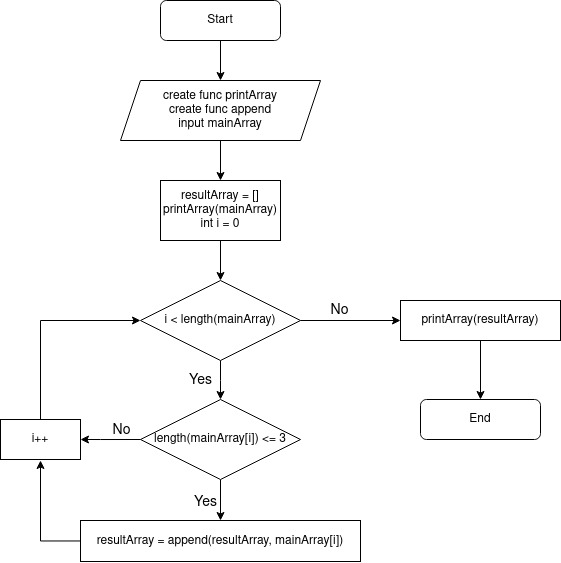 Start
create func printArray
create func append
input mainArray
resultArray = []
printArray(mainArray)
int i = 0
i < length(mainArray)
No
printArray(resultArray)
Yes
End
length(mainArray[i]) <= 3
No
i++
Yes
resultArray = append(resultArray, mainArray[i])